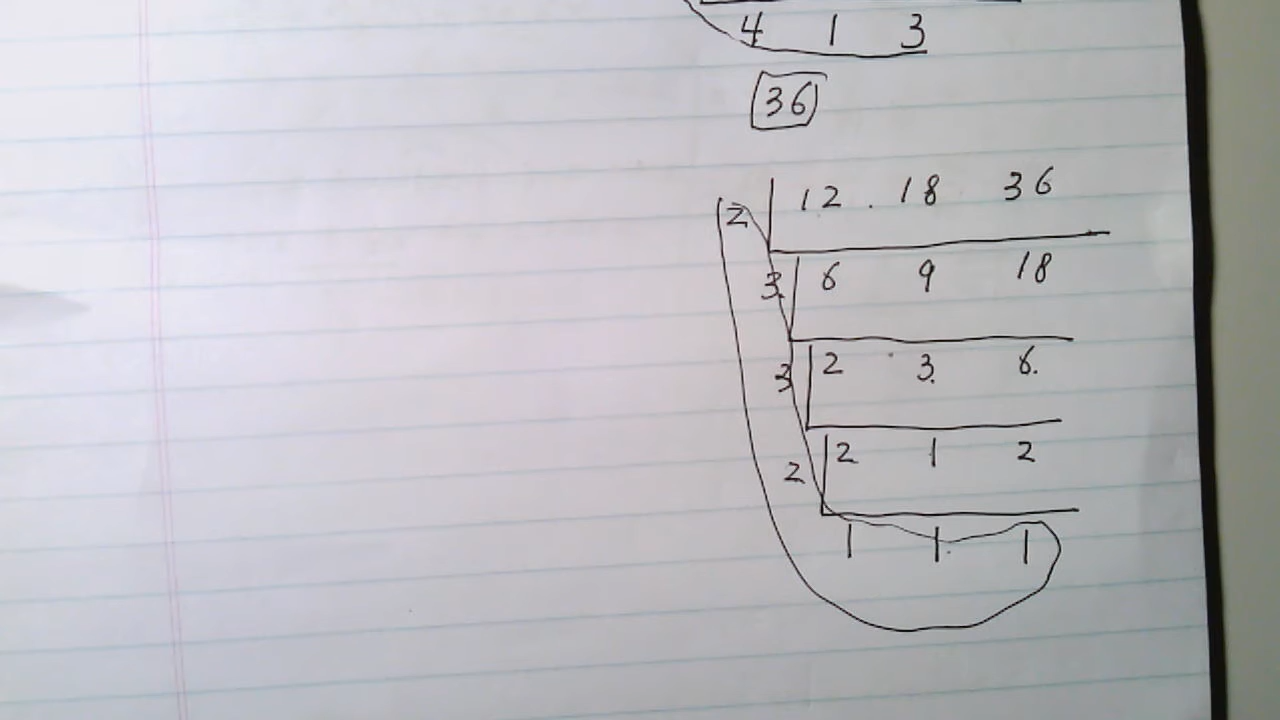 4 1 3
36
2 12 . 18 36
3 6 9 18
3 2 3 6
2 2 1 2
1 1 1